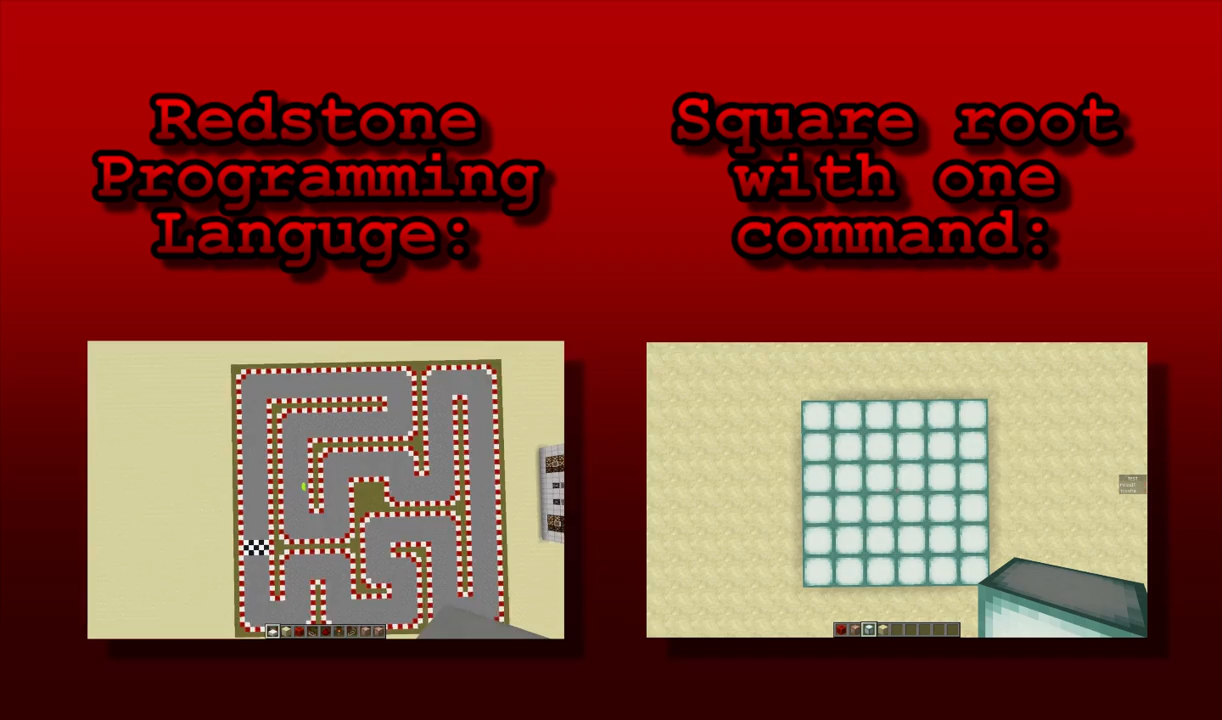 Redstone
Programming
Languge:
Square root
with one
command: